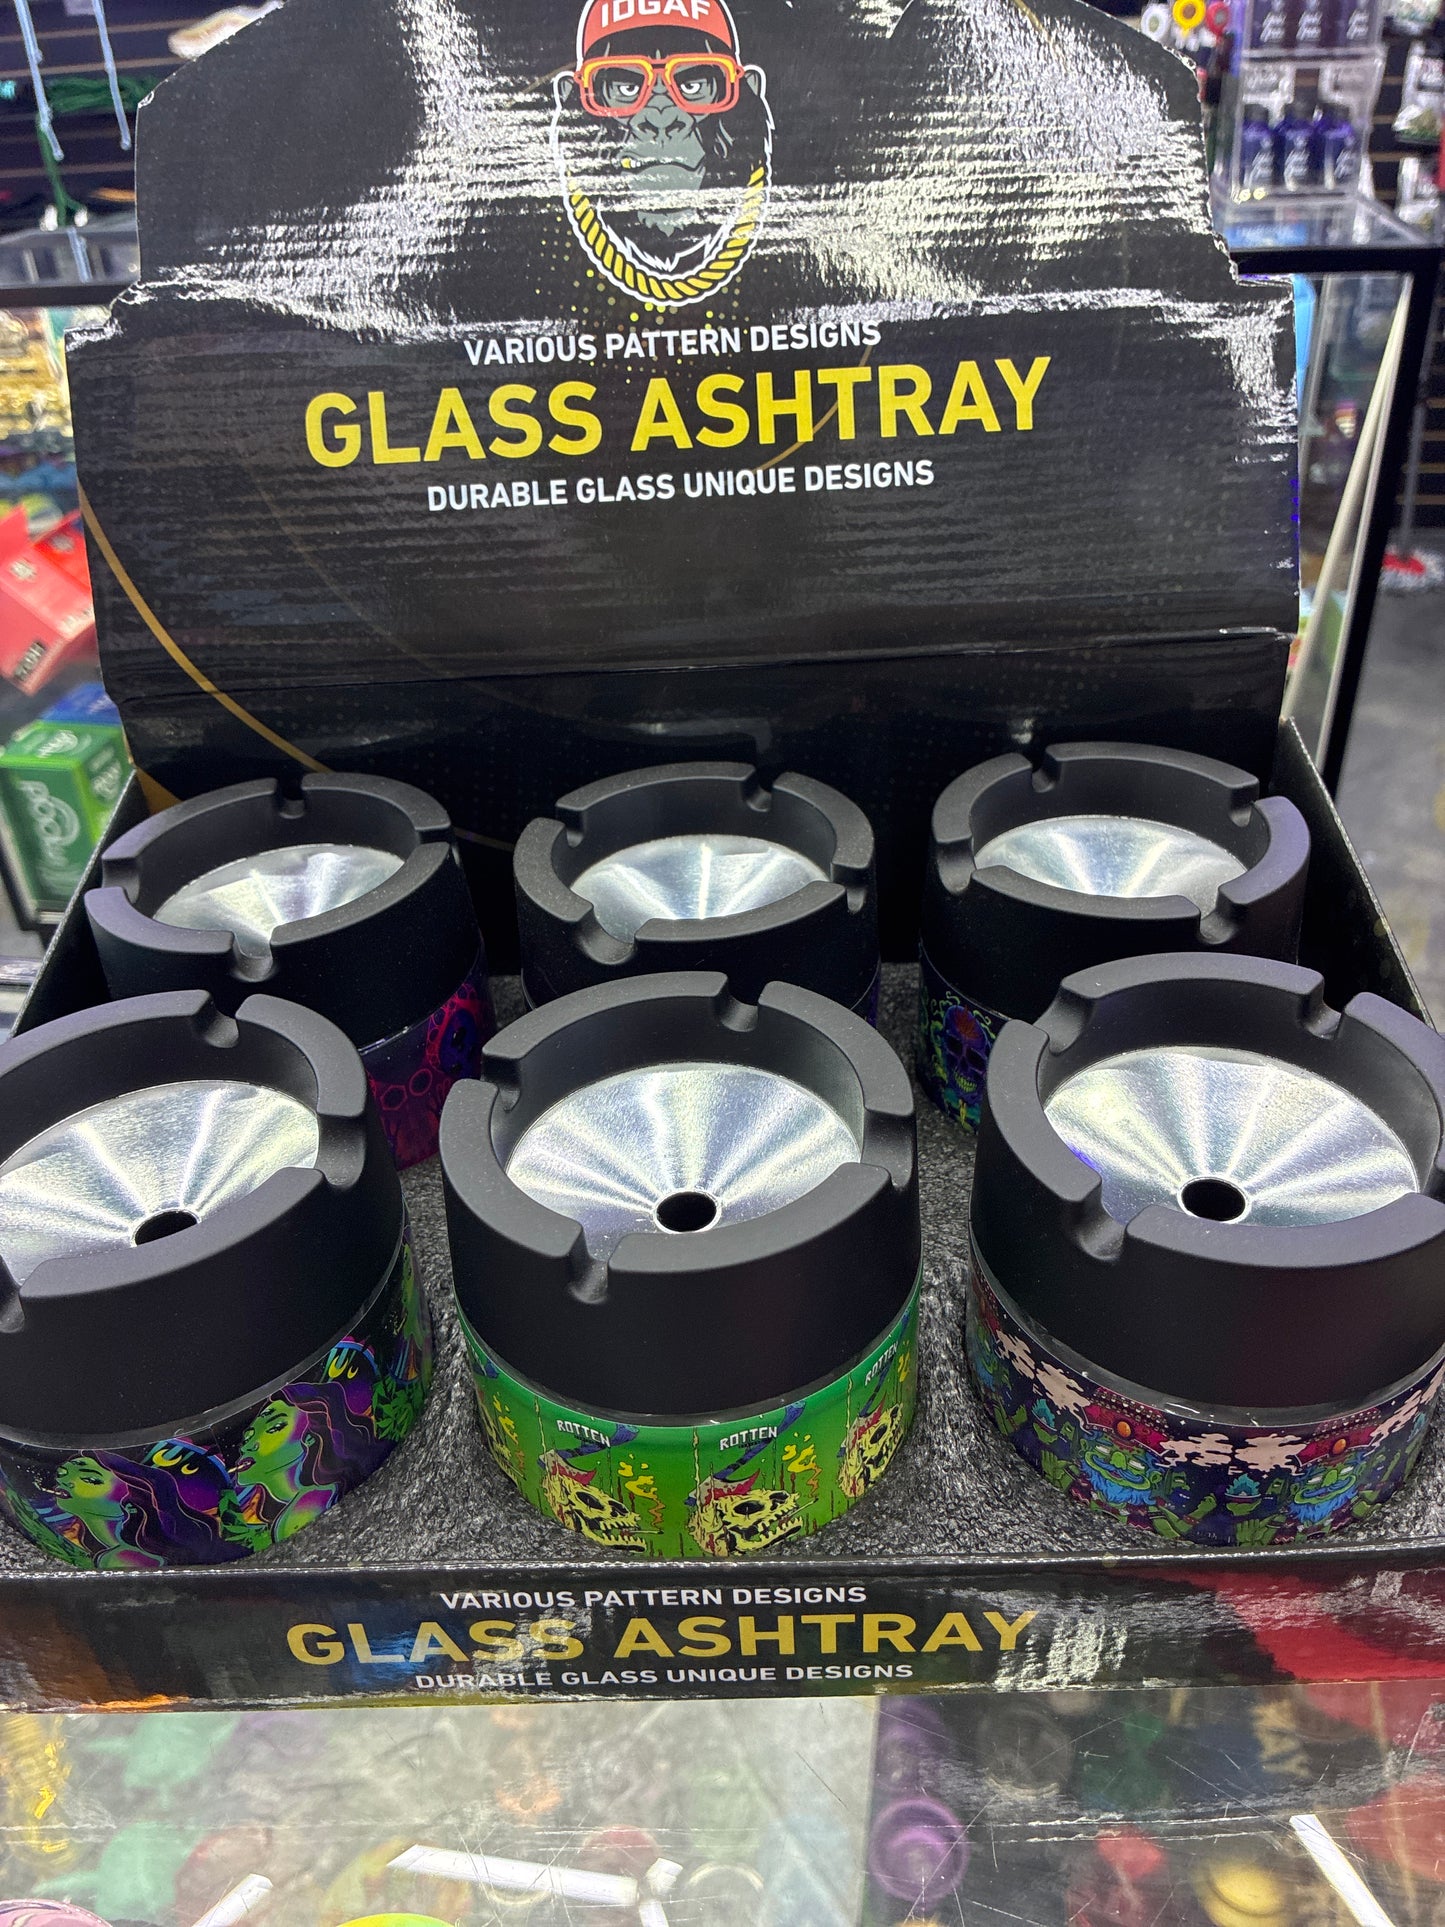 IDGAF
VARIOUS PATTERN DESIGNS
GLASS ASHTRAY
DURABLE GLASS UNIQUE DESIGNS
ROTTEN
ROTTEN
ROTTEN
VARIOUS PATTERN DESIGNS
GLASS ASHTRAY
DURABLE GLASS UNIQUE DESIGNS